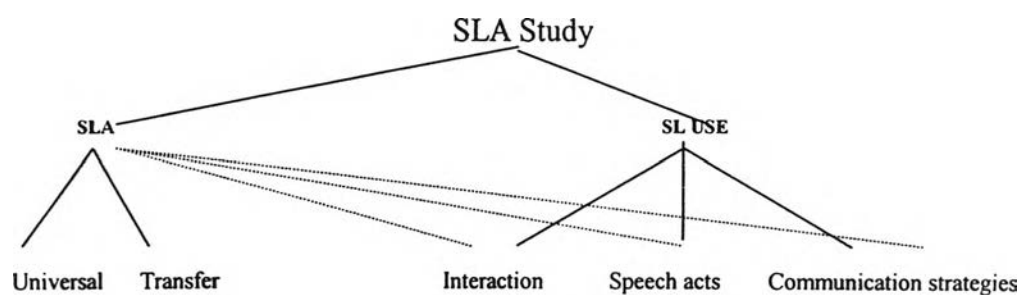 SLA Study
SLA SL USE
Universal Transfer Interaction Speech acts Communication strategies